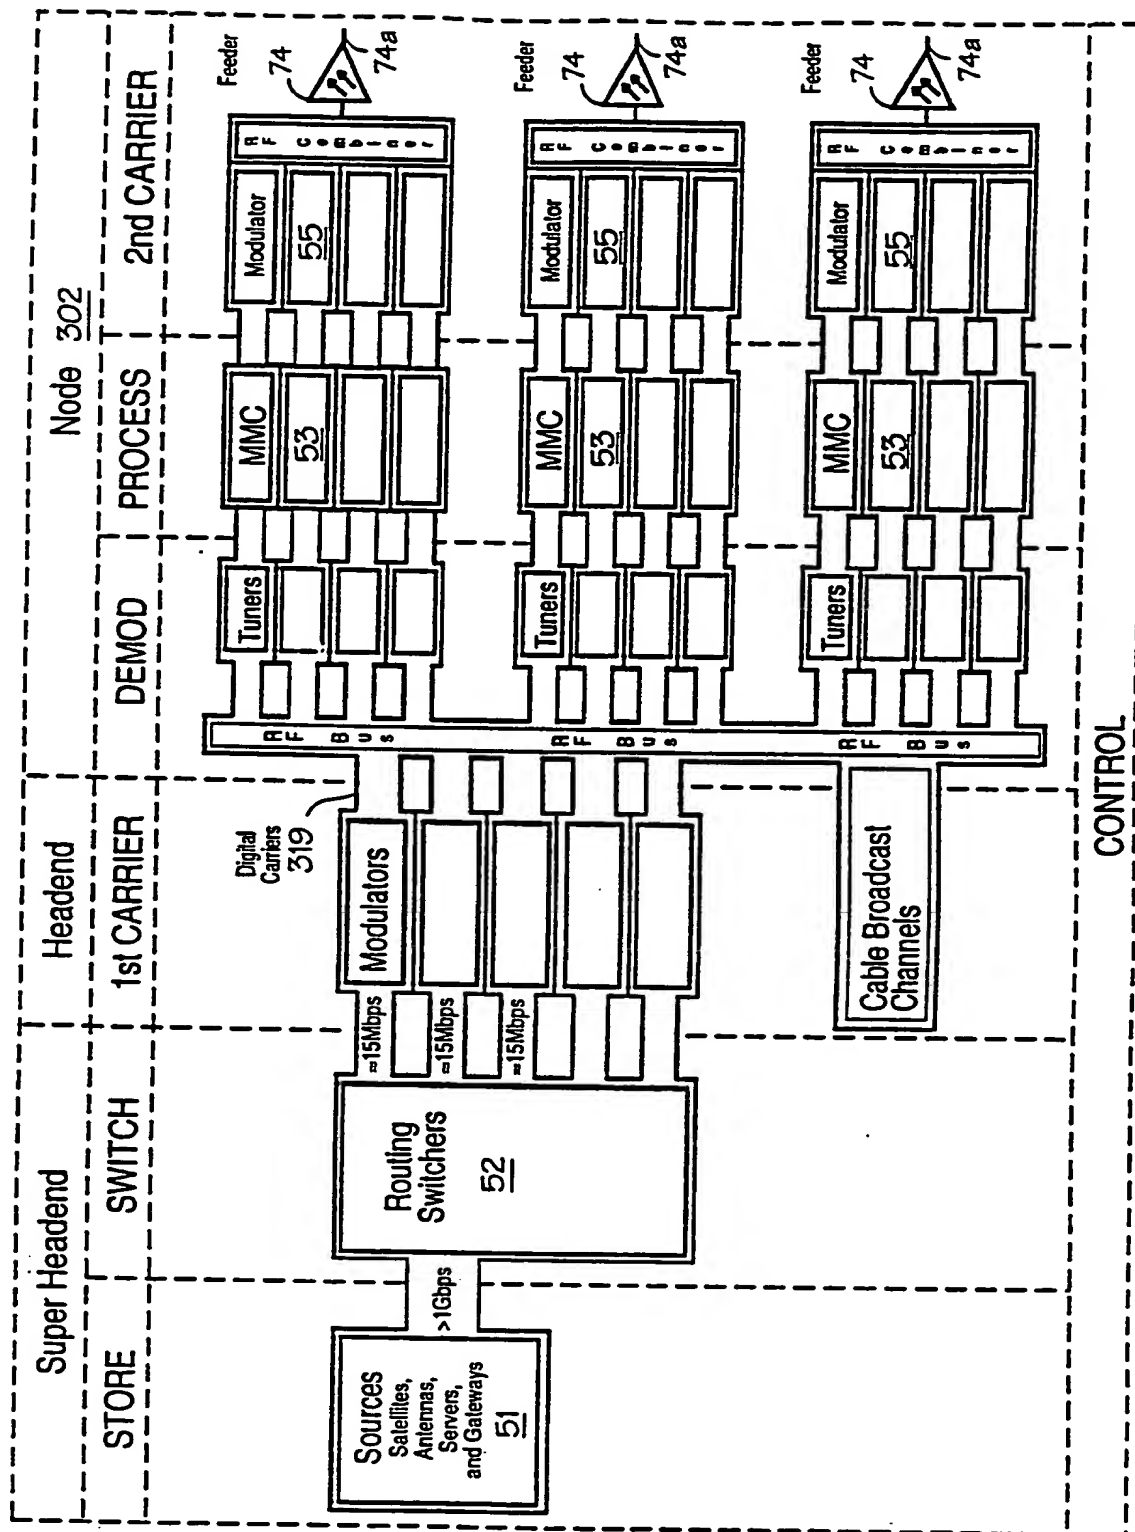 Super Headend
Headend
Node 302
STORE
SWITCH
1st CARRIER
DEMOD
PROCESS
2nd CARRIER
Sources
Satellites,
Antennas,
Servers,
and Gateways
51
>1Gbps
Routing
Switchers
52
≈15Mbps
≈15Mbps
≈15Mbps
Modulators
Digital
Carriers
319
Cable Broadcast
Channels
RF Bus
RF Bus
RF Bus
Tuners
MMC
53
Modulator
55
RF Combiner
Feeder
74
74a
Tuners
MMC
53
Modulator
55
RF Combiner
Feeder
74
74a
Tuners
MMC
53
Modulator
55
RF Combiner
Feeder
74
74a
CONTROL